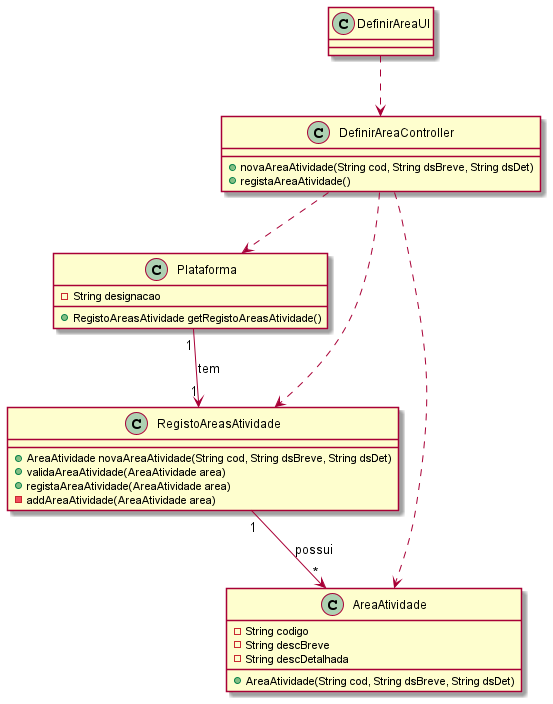 C DefinirAreaUI
C DefinirAreaController
novaAreaAtividade(String cod, String dsBreve, String dsDet)
registaAreaAtividade()
C Plataforma
String designacao
RegistoAreasAtividade getRegistoAreasAtividade()
1
tem
1
C RegistoAreasAtividade
AreaAtividade novaAreaAtividade(String cod, String dsBreve, String dsDet)
validaAreaAtividade(AreaAtividade area)
registaAreaAtividade(AreaAtividade area)
addAreaAtividade(AreaAtividade area)
1
possui
*
C AreaAtividade
String codigo
String descBreve
String descDetalhada
AreaAtividade(String cod, String dsBreve, String dsDet)